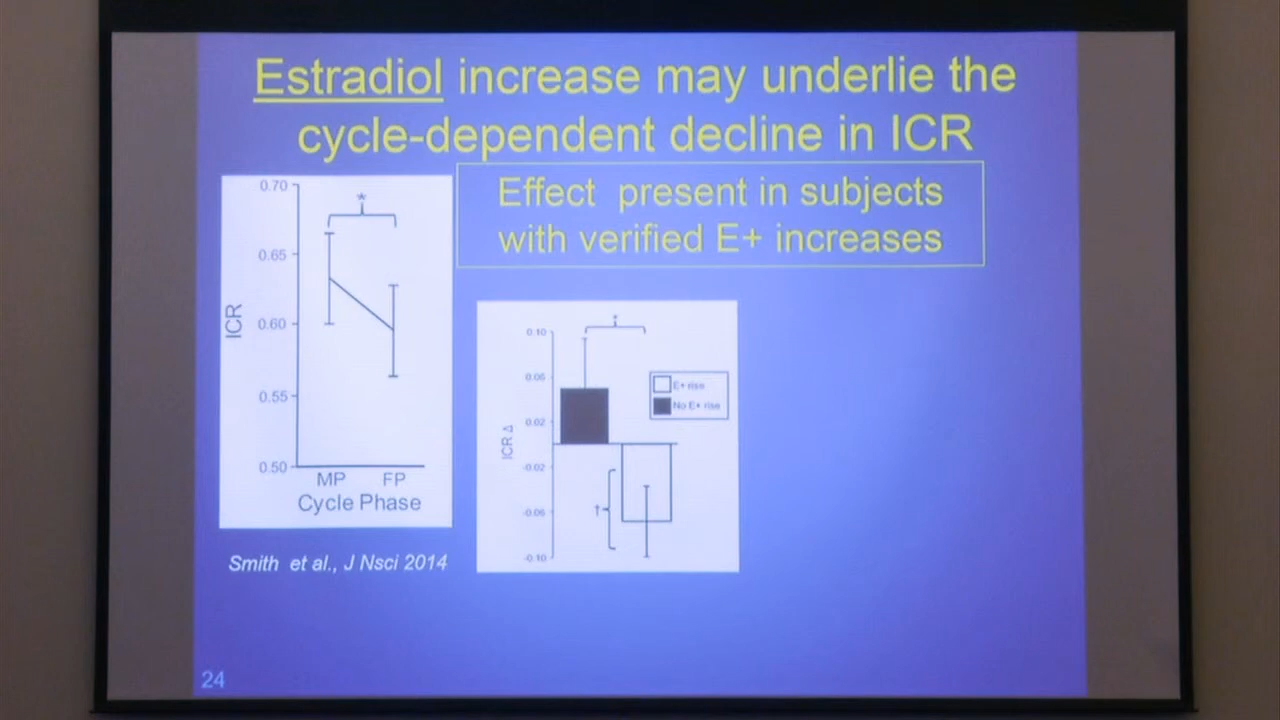 Estradiol increase may underlie the
cycle-dependent decline in ICR
Effect present in subjects
with verified E+ increases
0.70
0.65
0.60
0.55
0.50
ICR
*
MP FP
Cycle Phase
Smith et al., J Nsci 2014
0.10
0.06
0.02
-0.02
-0.06
-0.10
ICR Δ
*
†
E+ rise
No E+ rise
24